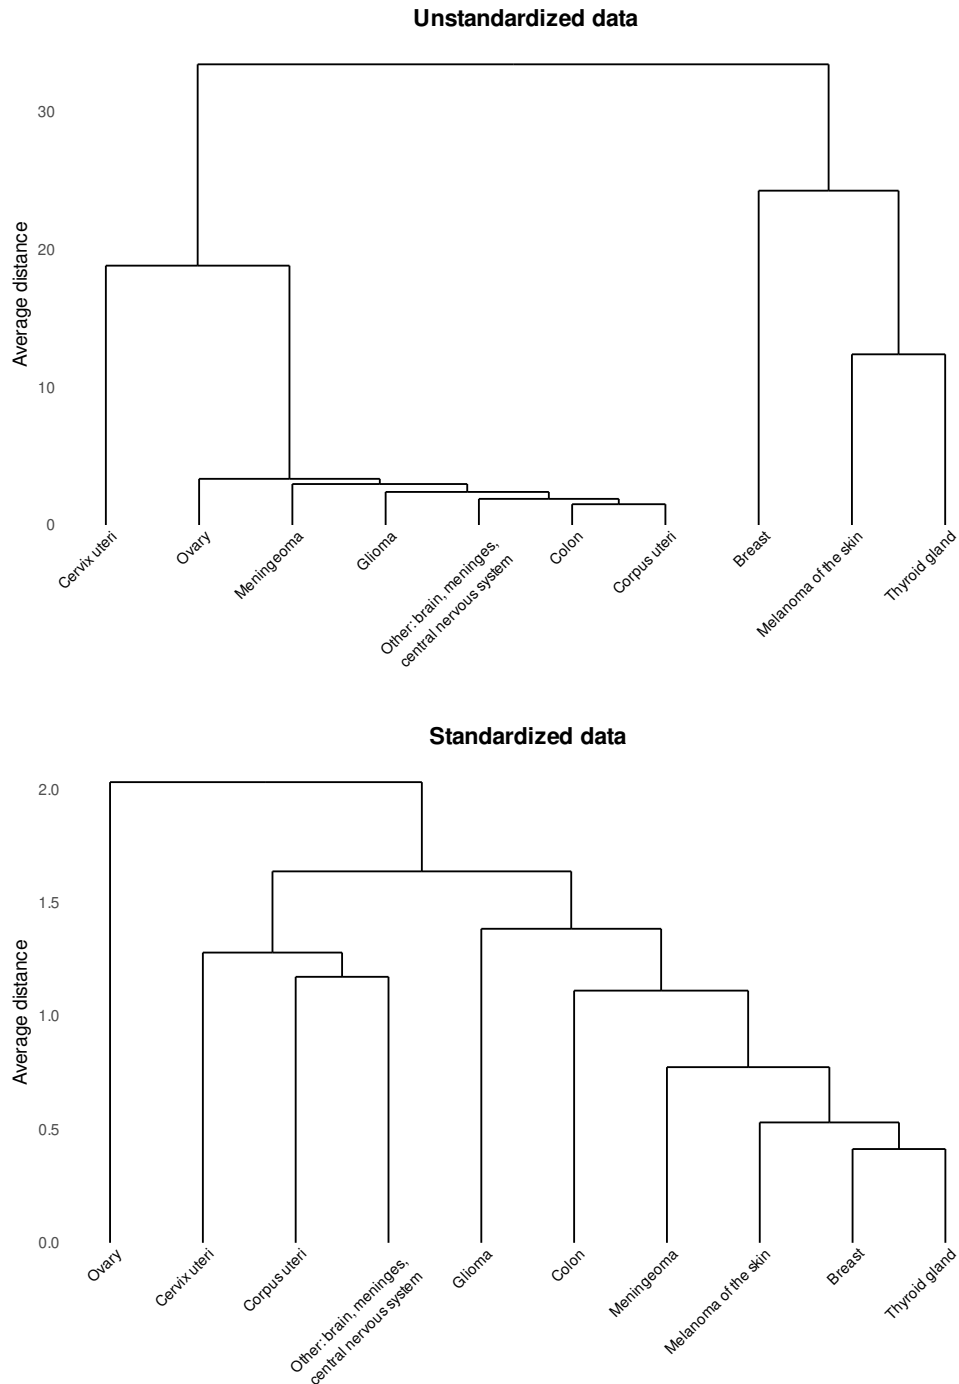 Unstandardized data
Average distance
30
20
10
0
Cervix uteri
Ovary
Meningeoma
Glioma
Other: brain, meninges,
central nervous system
Colon
Corpus uteri
Breast
Melanoma of the skin
Thyroid gland
Standardized data
Average distance
2.0
1.5
1.0
0.5
0.0
Ovary
Cervix uteri
Corpus uteri
Other: brain, meninges,
central nervous system
Glioma
Colon
Meningeoma
Melanoma of the skin
Breast
Thyroid gland